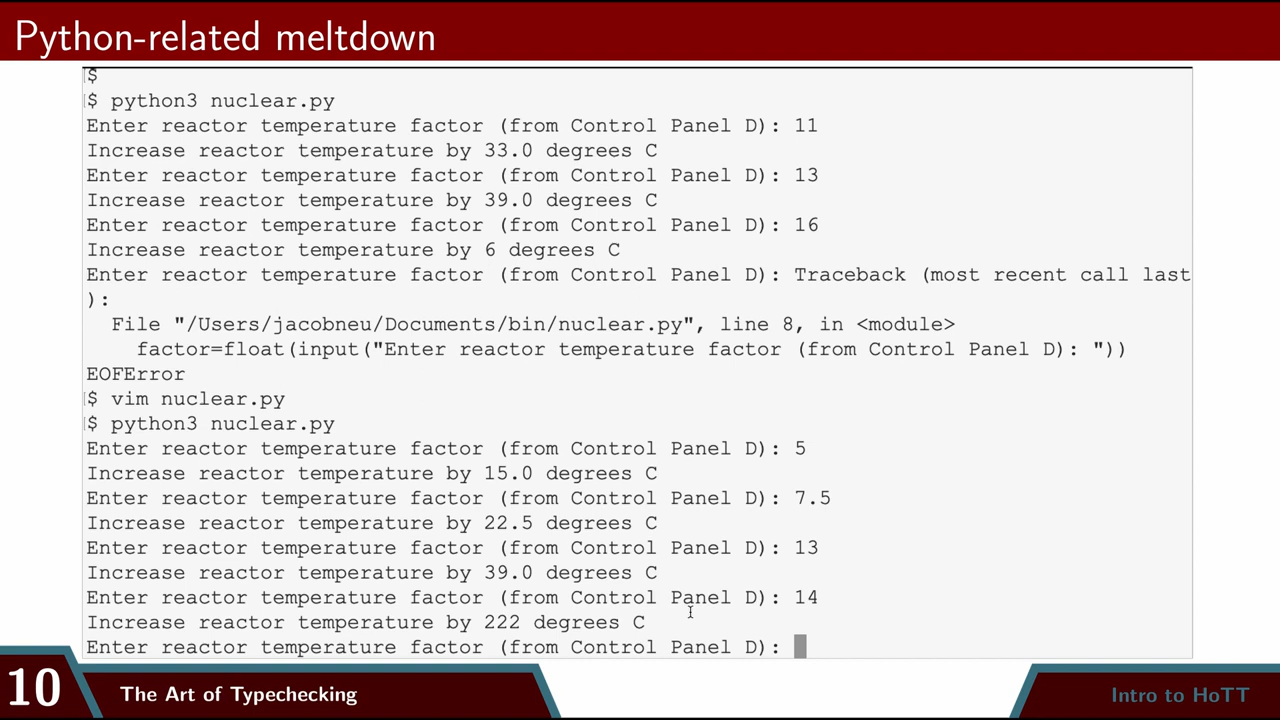 Python-related meltdown
$
$ python3 nuclear.py
Enter reactor temperature factor (from Control Panel D): 11
Increase reactor temperature by 33.0 degrees C
Enter reactor temperature factor (from Control Panel D): 13
Increase reactor temperature by 39.0 degrees C
Enter reactor temperature factor (from Control Panel D): 16
Increase reactor temperature by 6 degrees C
Enter reactor temperature factor (from Control Panel D): Traceback (most recent call last
):
  File "/Users/jacobneu/Documents/bin/nuclear.py", line 8, in <module>
    factor=float(input("Enter reactor temperature factor (from Control Panel D): "))
EOFError
$ vim nuclear.py
$ python3 nuclear.py
Enter reactor temperature factor (from Control Panel D): 5
Increase reactor temperature by 15.0 degrees C
Enter reactor temperature factor (from Control Panel D): 7.5
Increase reactor temperature by 22.5 degrees C
Enter reactor temperature factor (from Control Panel D): 13
Increase reactor temperature by 39.0 degrees C
Enter reactor temperature factor (from Control Panel D): 14
Increase reactor temperature by 222 degrees C
Enter reactor temperature factor (from Control Panel D):
10 The Art of Typechecking Intro to HoTT